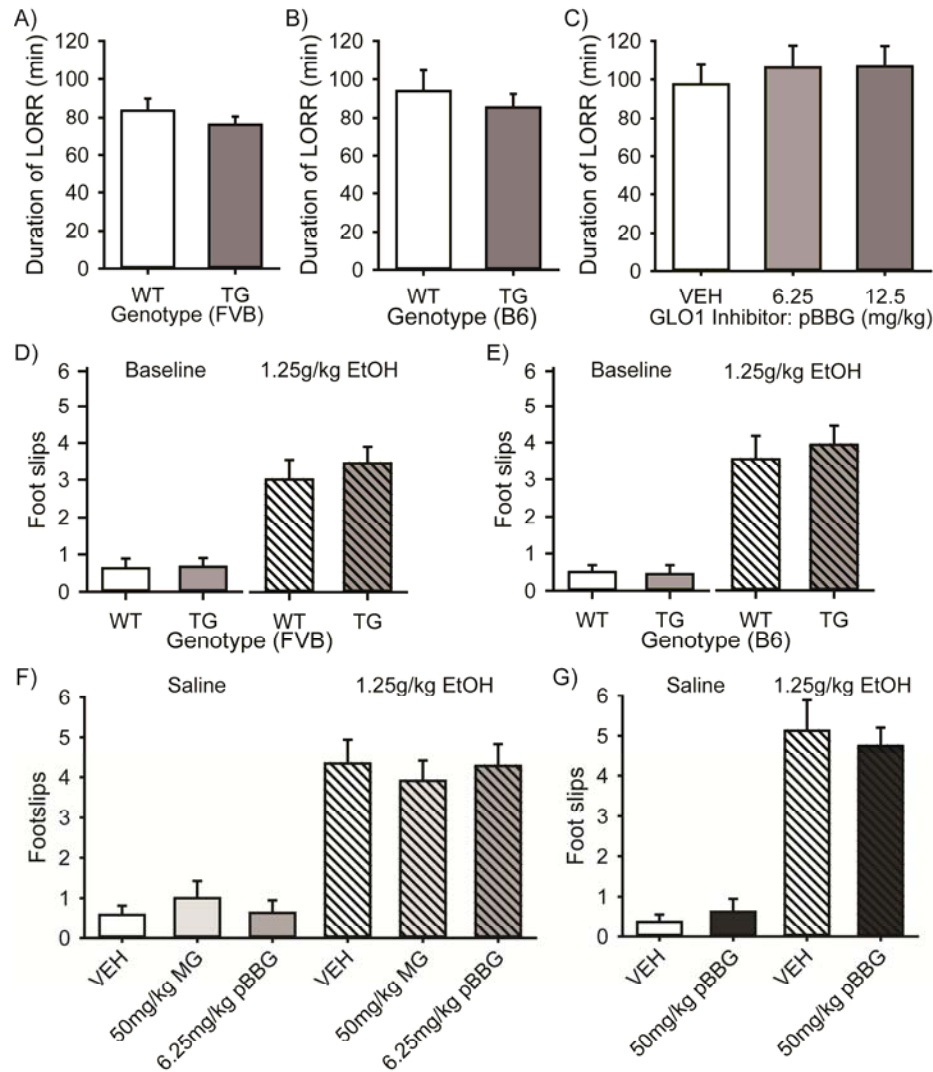 A)
Duration of LORR (min)
120
100
80
60
40
20
0
WT TG
Genotype (FVB)
B)
Duration of LORR (min)
120
100
80
60
40
20
0
WT TG
Genotype (B6)
C)
Duration of LORR (min)
120
100
80
60
40
20
0
VEH 6.25 12.5
GLO1 Inhibitor: pBBG (mg/kg)
D)
Baseline 1.25g/kg EtOH
Foot slips
6
5
4
3
2
1
0
WT TG WT TG
Genotype (FVB)
E)
Baseline 1.25g/kg EtOH
Foot slips
6
5
4
3
2
1
0
WT TG WT TG
Genotype (B6)
F)
Saline 1.25g/kg EtOH
Footslips
6
5
4
3
2
1
0
VEH
50mg/kg MG
6.25mg/kg pBBG
VEH
50mg/kg MG
6.25mg/kg pBBG
G)
Saline 1.25g/kg EtOH
Foot slips
6
5
4
3
2
1
0
VEH
50mg/kg pBBG
VEH
50mg/kg pBBG